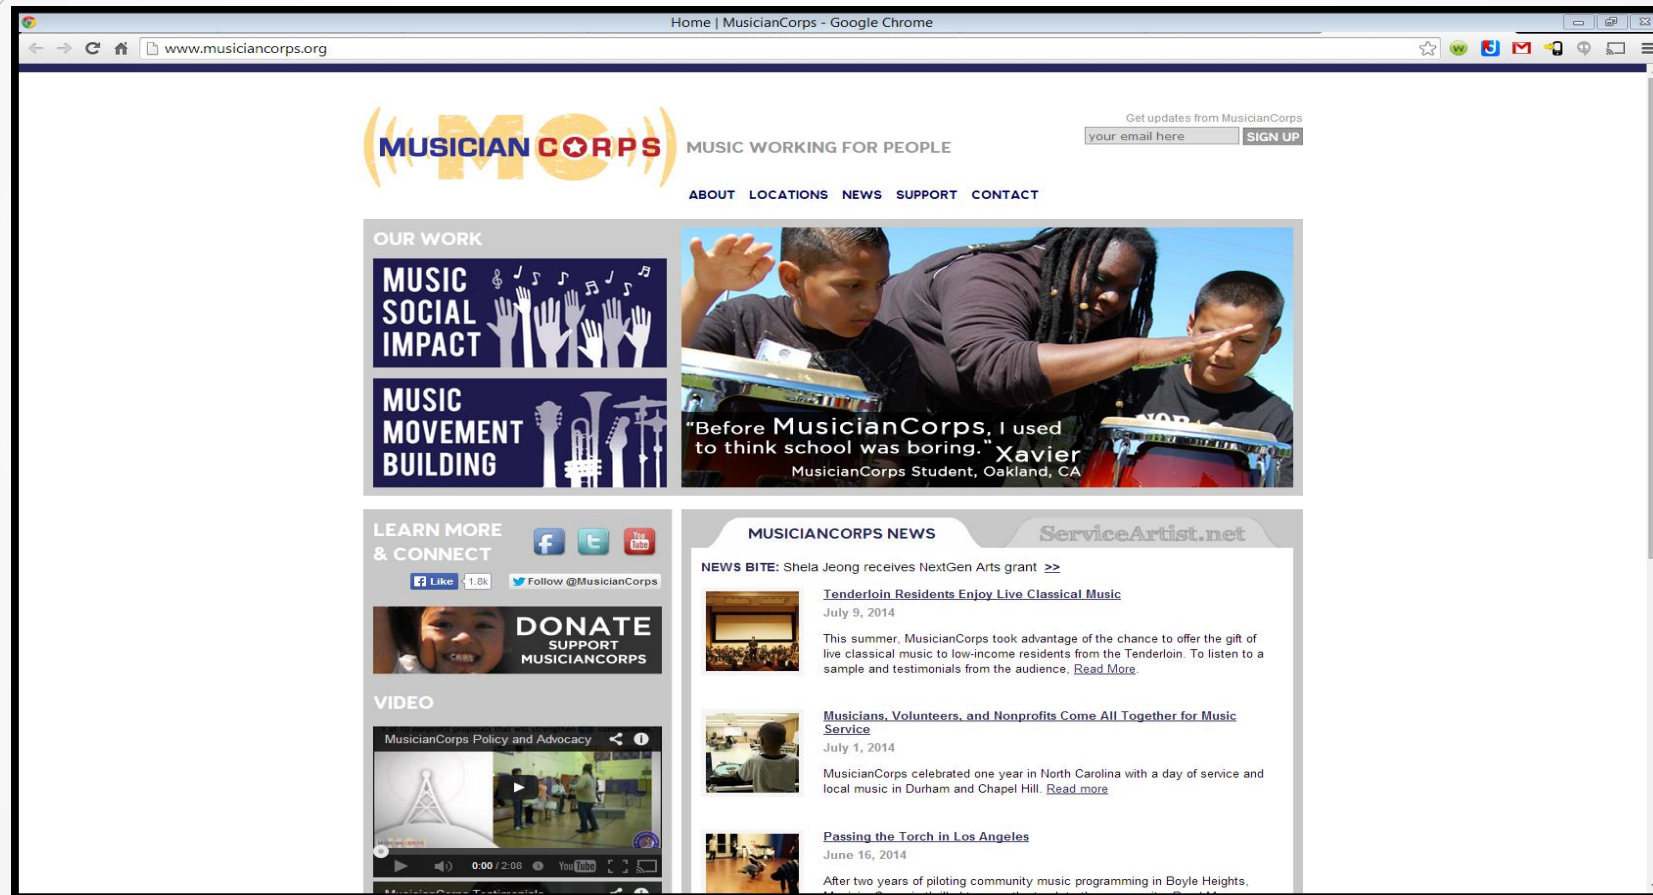 Home | MusicianCorps - Google Chrome
www.musiciancorps.org
MC
MUSICIAN CORPS
MUSIC WORKING FOR PEOPLE
Get updates from MusicianCorps
your email here SIGN UP
ABOUT LOCATIONS NEWS SUPPORT CONTACT
OUR WORK
MUSIC
SOCIAL
IMPACT
MUSIC
MOVEMENT
BUILDING
“Before MusicianCorps, I used
to think school was boring.“ Xavier
MusicianCorps Student, Oakland, CA
LEARN MORE
& CONNECT
You
Tube
Like 1.8k Follow @MusicianCorps
DONATE
SUPPORT
MUSICIANCORPS
VIDEO
MusicianCorps Policy and Advocacy
0:00 / 2:08 YouTube
MusicianCorps Testimonials
MUSICIANCORPS NEWS ServiceArtist.net
NEWS BITE: Shela Jeong receives NextGen Arts grant >>
Tenderloin Residents Enjoy Live Classical Music
July 9, 2014
This summer, MusicianCorps took advantage of the chance to offer the gift of
live classical music to low-income residents from the Tenderloin. To listen to a
sample and testimonials from the audience, Read More.
Musicians, Volunteers, and Nonprofits Come All Together for Music
Service
July 1, 2014
MusicianCorps celebrated one year in North Carolina with a day of service and
local music in Durham and Chapel Hill. Read more
Passing the Torch in Los Angeles
June 16, 2014
After two years of piloting community music programming in Boyle Heights,